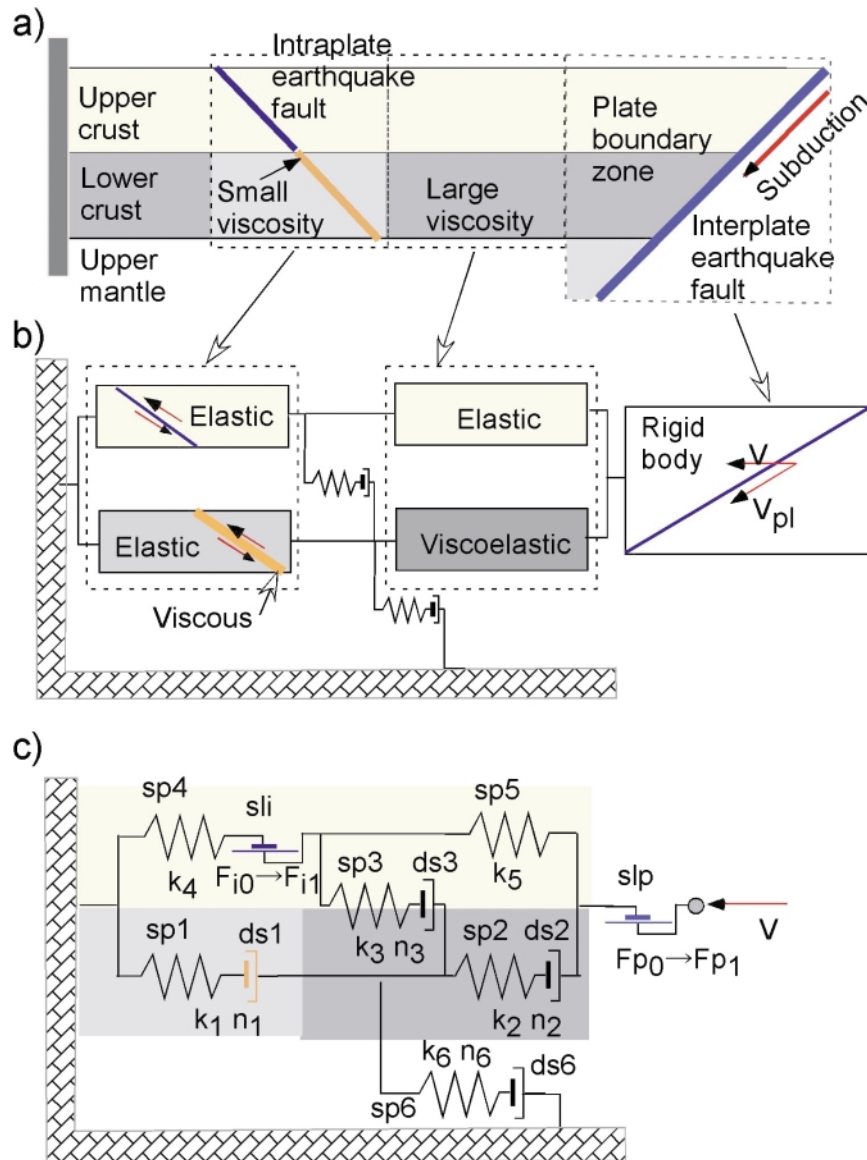 a)
Intraplate
earthquake
fault
Upper
crust
Plate
boundary
zone
Subduction
Lower
crust
Small
viscosity
Large
viscosity
Interplate
earthquake
fault
Upper
mantle
b)
Elastic
Elastic
Rigid
body
V
Vpl
Elastic
Viscoelastic
Viscous
c)
sp4
sli
sp5
k4
Fi0→Fi1
sp3
ds3
k5
slp
sp1
ds1
k3 n3
sp2
ds2
V
Fp0→Fp1
k1 n1
k2 n2
k6 n6
ds6
sp6